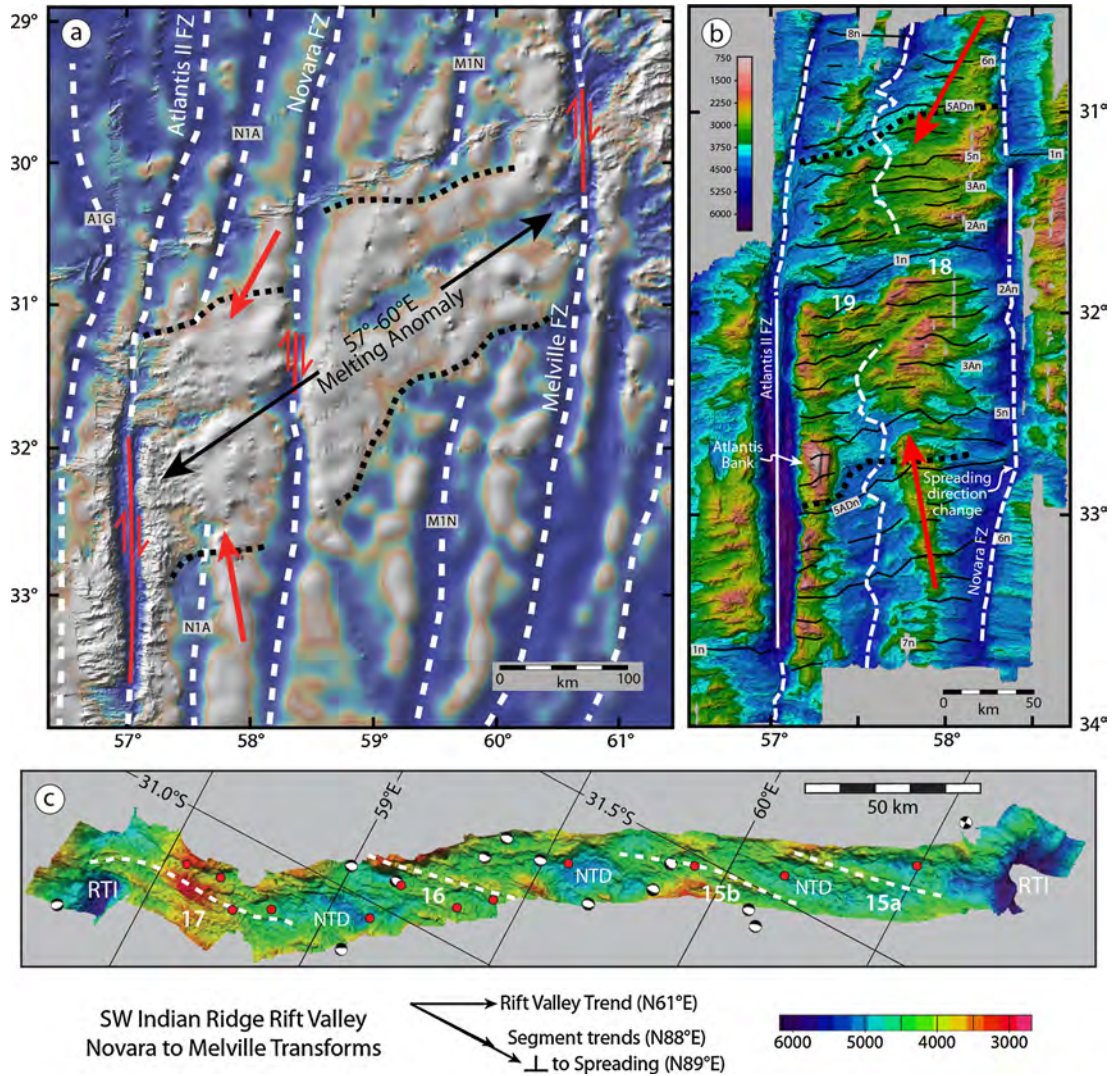 29°
30°
31°
32°
33°
57°
58°
59°
60°
61°
a
Atlantis II FZ
Novara FZ
M1N
N1A
A1G
57°-60°E
Melting Anomaly
Melville FZ
M1N
N1A
0
100
km
b
750
1500
2250
3000
3750
4500
5250
6000
8n
6n
5ADn
1n
5n
3An
2An
1n
18
19
2An
3An
5n
Atlantis II FZ
Atlantis
Bank
Spreading
direction
change
5ADn
6n
Novara FZ
7n
1n
0
50
km
31°
32°
33°
34°
57°
58°
c
31.0°S
59°E
31.5°S
60°E
50 km
RTI
17
NTD
16
NTD
15b
NTD
15a
RTI
SW Indian Ridge Rift Valley
Novara to Melville Transforms
Rift Valley Trend (N61°E)
Segment trends (N88°E)
⊥ to Spreading (N89°E)
6000
5000
4000
3000